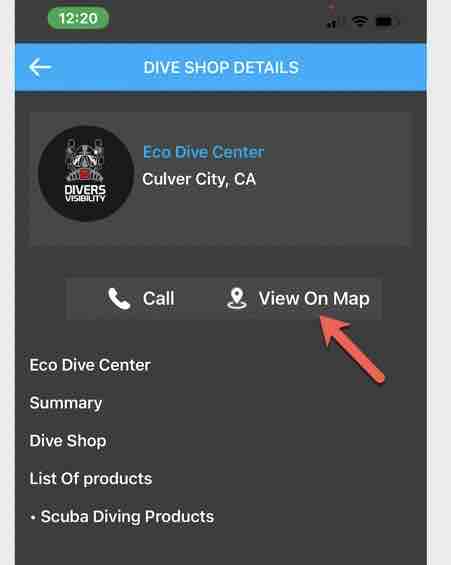 12:20
DIVE SHOP DETAILS
Eco Dive Center
Culver City, CA
DIVERS
VISIBILITY
Call
View On Map
Eco Dive Center
Summary
Dive Shop
List Of products
• Scuba Diving Products